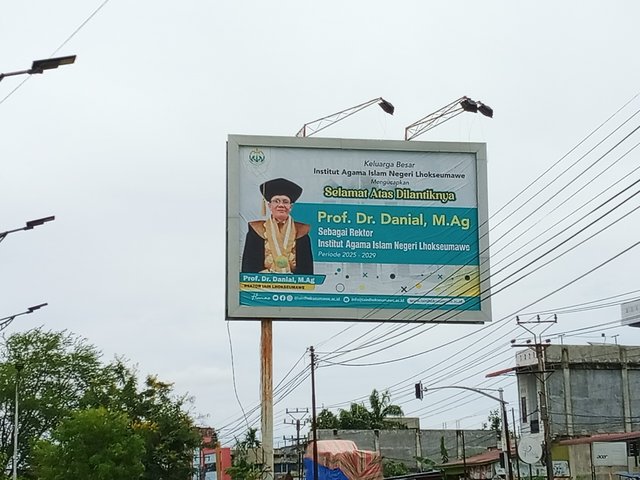 Keluarga Besar
Institut Agama Islam Negeri Lhokseumawe
Mengucapkan
Selamat Atas Dilantiknya
Prof. Dr. Danial, M.Ag
Sebagai Rektor
Institut Agama Islam Negeri Lhokseumawe
Periode 2025 - 2029
Prof. Dr. Danial, M.Ag
REKTOR IAIN LHOKSEUMAWE
acer